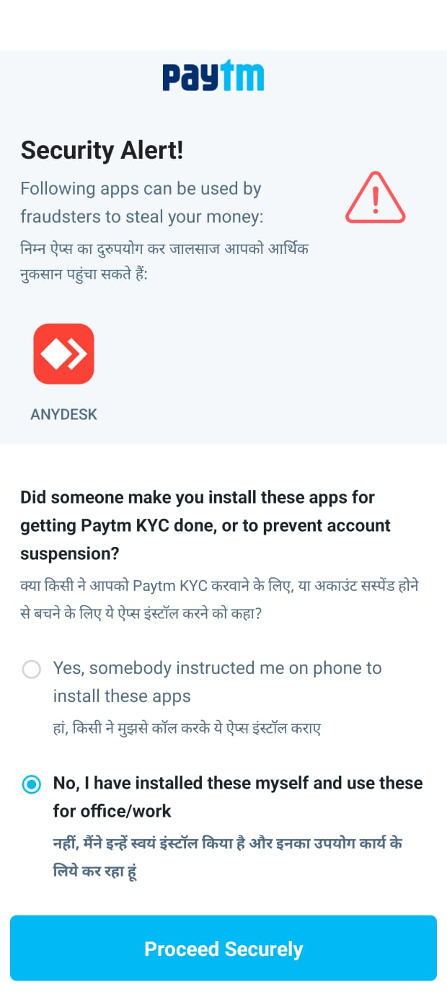 paytm
Security Alert!
Following apps can be used by
fraudsters to steal your money:
निम्न ऐप्स का दुरुपयोग कर जालसाज आपको आर्थिक
नुकसान पहुंचा सकते हैं:
ANYDESK
Did someone make you install these apps for
getting Paytm KYC done, or to prevent account
suspension?
क्या किसी ने आपको Paytm KYC करवाने के लिए, या अकाउंट सस्पेंड होने
से बचने के लिए ये ऐप्स इंस्टॉल करने को कहा?
Yes, somebody instructed me on phone to
install these apps
हां, किसी ने मुझसे कॉल करके ये ऐप्स इंस्टॉल कराए
No, I have installed these myself and use these
for office/work
नहीं, मैंने इन्हें स्वयं इंस्टॉल किया है और इनका उपयोग कार्य के
लिये कर रहा हूं
Proceed Securely